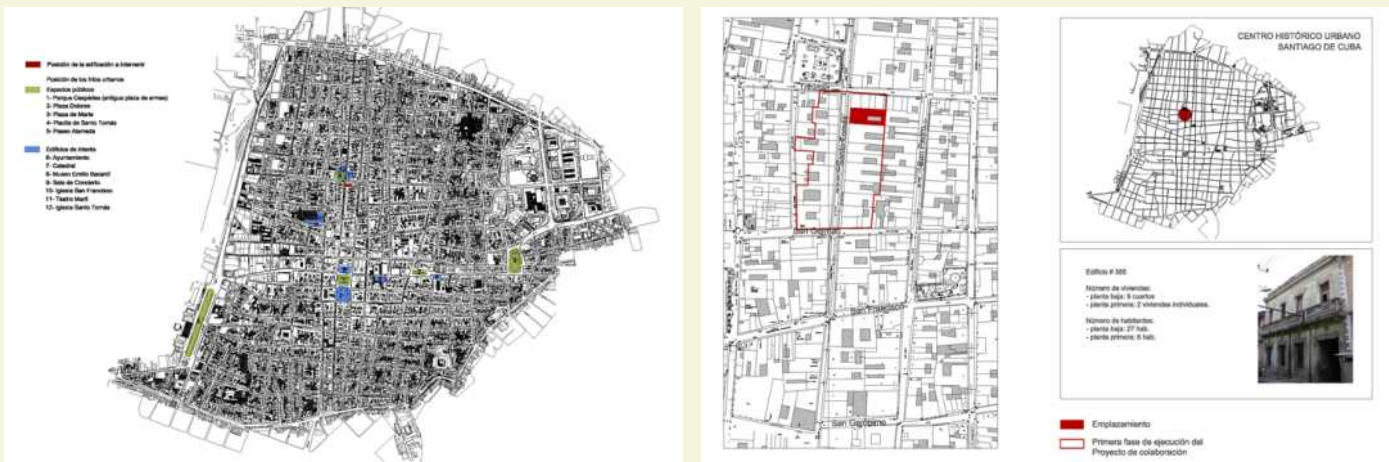 Posición de la edificación a intervenir
Posición de los hitos urbanos
Espacios públicos
1- Parque Cespédes (antigua plaza de armas)
2- Plaza Dolores
3- Plaza de Marte
4- Placita de Santo Tomás
5- Paseo Alameda
Edificios de interés
6- Ayuntamiento
7- Catedral
8- Museo Emilio Bacardí
9- Sala de Concierto
10- Iglesia San Francisco
11- Teatro Martí
12- Iglesia Santo Tomás
San Germán
San Francisco
San Gerónimo
CENTRO HISTÓRICO URBANO
SANTIAGO DE CUBA
Número de viviendas:
- planta baja: 9 cuartos
- planta primera: 2 viviendas individuales.
Número de habitantes:
- planta baja: 27 hab.
- planta primera: 6 hab.
Emplazamiento
Primera fase de ejecución del
Proyecto de colaboración